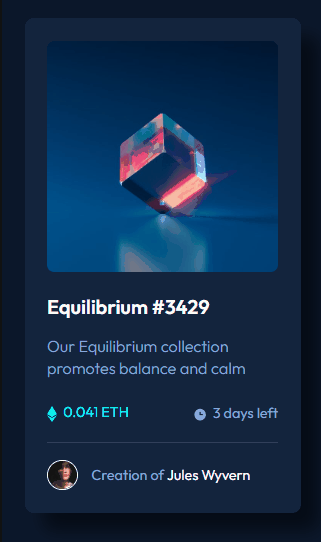 Equilibrium #3429
Our Equilibrium collection
promotes balance and calm
0.041 ETH
3 days left
Creation of Jules Wyvern